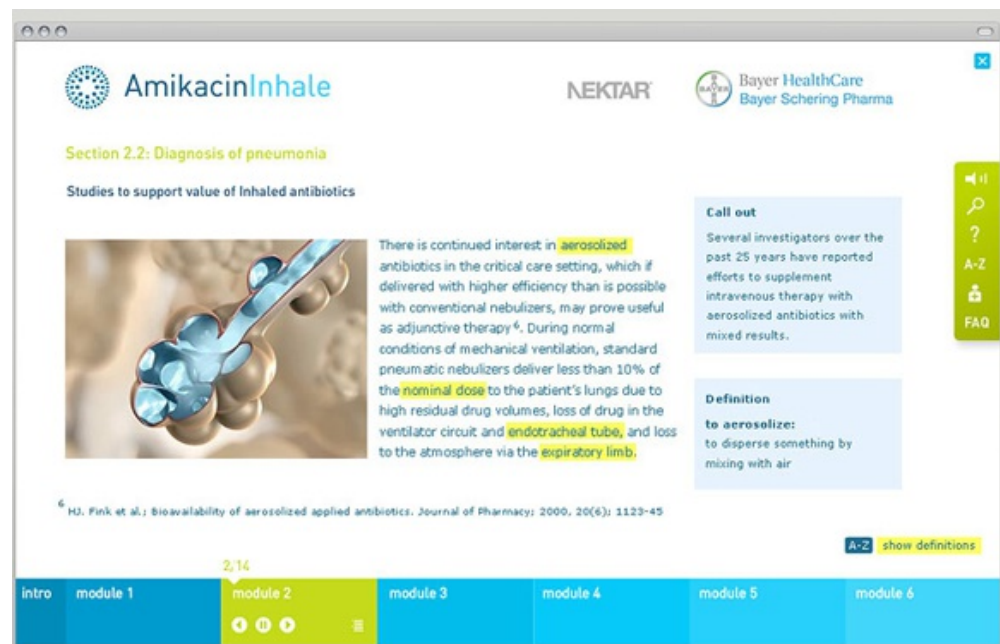 AmikacinInhale
NEKTAR
BAYER
Bayer HealthCare
Bayer Schering Pharma
Section 2.2: Diagnosis of pneumonia
Studies to support value of Inhaled antibiotics
There is continued interest in aerosolized
antibiotics in the critical care setting, which if
delivered with higher efficiency than is possible
with conventional nebulizers, may prove useful
as adjunctive therapy 6. During normal
conditions of mechanical ventilation, standard
pneumatic nebulizers deliver less than 10% of
the nominal dose to the patient's lungs due to
high residual drug volumes, loss of drug in the
ventilator circuit and endotracheal tube, and loss
to the atmosphere via the expiratory limb.
Call out
Several investigators over the
past 25 years have reported
efforts to supplement
intravenous therapy with
aerosolized antibiotics with
mixed results.
Definition
to aerosolize:
to disperse something by
mixing with air
?
A-Z
FAQ
6 HJ. Fink et al.; Bioavailability of aerosolized applied antibiotics. Journal of Pharmacy; 2000, 20(6); 1123-45
A-Z show definitions
2/14
intro module 1 module 2 module 3 module 4 module 5 module 6